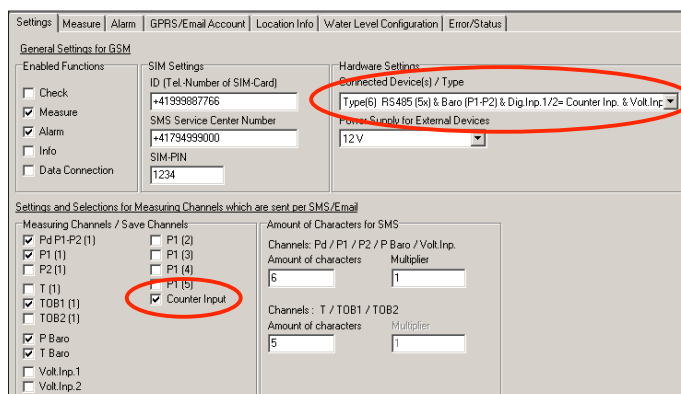 Settings Measure Alarm GPRS/Email Account Location Info Water Level Configuration Error/Status
General Settings for GSM
Enabled Functions
Check
Measure
Alarm
Info
Data Connection
SIM Settings
ID (Tel.-Number of SIM-Card)
+41999887766
SMS Service Center Number
+41794999000
SIM-PIN
1234
Hardware Settings
Connected Device(s) / Type
Type(6) RS485 (5x) & Baro (P1-P2) & Dig.Inp.1/2= Counter Inp. & Volt.Inp
Power Supply for External Devices
12 V
Settings and Selections for Measuring Channels which are sent per SMS/Email
Measuring Channels / Save Channels
Pd P1-P2 (1)
P1 (1)
P2 (1)
T (1)
TOB1 (1)
TOB2 (1)
P Baro
T Baro
Volt.Inp.1
Volt.Inp.2
P1 (2)
P1 (3)
P1 (4)
P1 (5)
Counter Input
Amount of Characters for SMS
Channels: Pd / P1 / P2 / P Baro / Volt.Inp.
Amount of characters Multiplier
6 1
Channels : T / TOB1 / TOB2
Amount of characters Multiplier
5 1